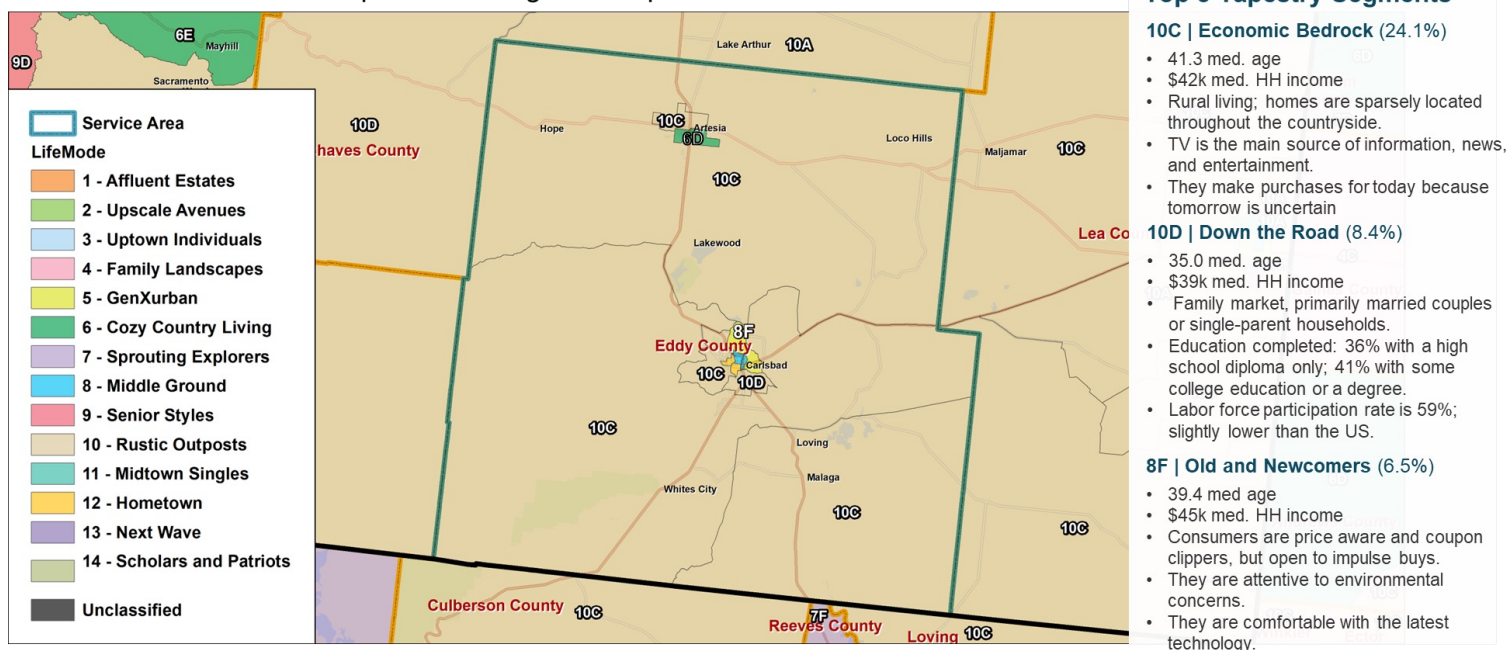 6E
Mayhill
9D
Sacramento
Lake Arthur
10A
Service Area
LifeMode
1 - Affluent Estates
2 - Upscale Avenues
3 - Uptown Individuals
4 - Family Landscapes
5 - GenXurban
6 - Cozy Country Living
7 - Sprouting Explorers
8 - Middle Ground
9 - Senior Styles
10 - Rustic Outposts
11 - Midtown Singles
12 - Hometown
13 - Next Wave
14 - Scholars and Patriots
Unclassified
10D
haves County
Hope
10C
Artesia
6D
Loco Hills
Maljamar
10C
10C
Lakewood
Lea Co
8F
Eddy County
Carlsbad
10C
10D
10C
Loving
Malaga
Whites City
10C
10C
Culberson County
10C
7F
Reeves County
Loving
10C
10C | Economic Bedrock (24.1%)
• 41.3 med. age
• $42k med. HH income
• Rural living; homes are sparsely located
throughout the countryside.
• TV is the main source of information, news,
and entertainment.
• They make purchases for today because
tomorrow is uncertain
10D | Down the Road (8.4%)
• 35.0 med. age
• $39k med. HH income
• Family market, primarily married couples
or single-parent households.
• Education completed: 36% with a high
school diploma only; 41% with some
college education or a degree.
• Labor force participation rate is 59%;
slightly lower than the US.
8F | Old and Newcomers (6.5%)
• 39.4 med age
• $45k med. HH income
• Consumers are price aware and coupon
clippers, but open to impulse buys.
• They are attentive to environmental
concerns.
• They are comfortable with the latest
technology.